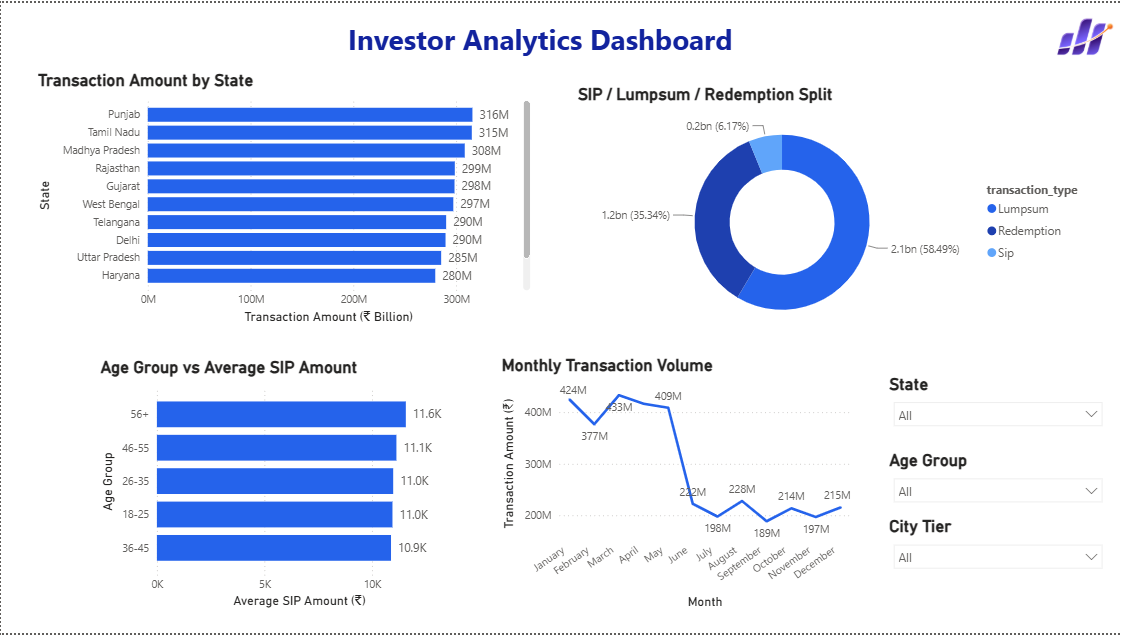 Investor Analytics Dashboard
Transaction Amount by State
State
Punjab 316M
Tamil Nadu 315M
Madhya Pradesh 308M
Rajasthan 299M
Gujarat 298M
West Bengal 297M
Telangana 290M
Delhi 290M
Uttar Pradesh 285M
Haryana 280M
0M 100M 200M 300M
Transaction Amount (₹ Billion)
SIP / Lumpsum / Redemption Split
0.2bn (6.17%)
1.2bn (35.34%)
2.1bn (58.49%)
transaction_type
Lumpsum
Redemption
Sip
Age Group vs Average SIP Amount
Age Group
56+ 11.6K
46-55 11.1K
26-35 11.0K
18-25 11.0K
36-45 10.9K
0K 5K 10K
Average SIP Amount (₹)
Monthly Transaction Volume
Transaction Amount (₹)
400M
300M
200M
424M
377M
433M
409M
222M
198M
228M
189M
214M
197M
215M
January
February
March
April
May
June
July
August
September
October
November
December
Month
State
All
Age Group
All
City Tier
All